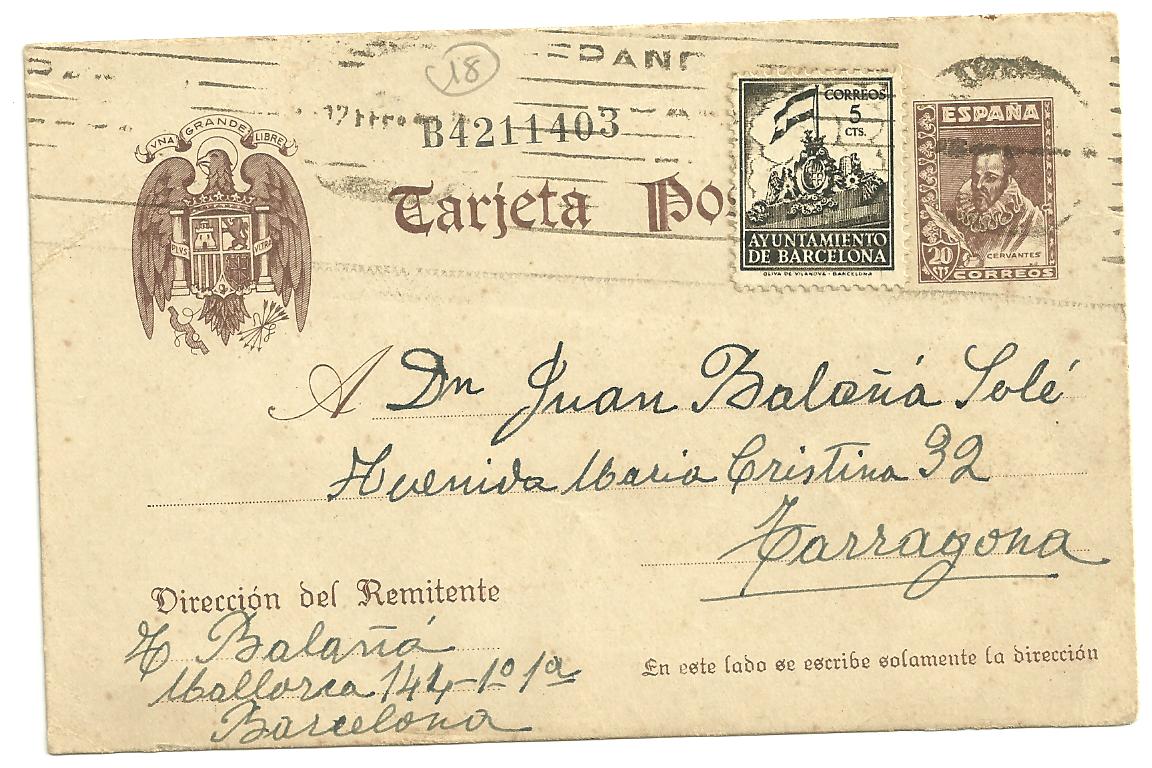 18
B4211403
VNA GRANDE LIBRE
PLVS VLTRA
Tarjeta Pos
CORREOS
5
CTS.
AYUNTAMIENTO
DE BARCELONA
OLIVA DE VILANOVA - BARCELONA
ESPAÑA
CERVANTES
20
CTS
CORREOS
A Dn Juan Balañá Solé
Avenida Maria Cristina 32
Tarragona
Dirección del Remitente
Balañá
Mallorca 144-1º 1ª
Barcelona
En este lado se escribe solamente la dirección